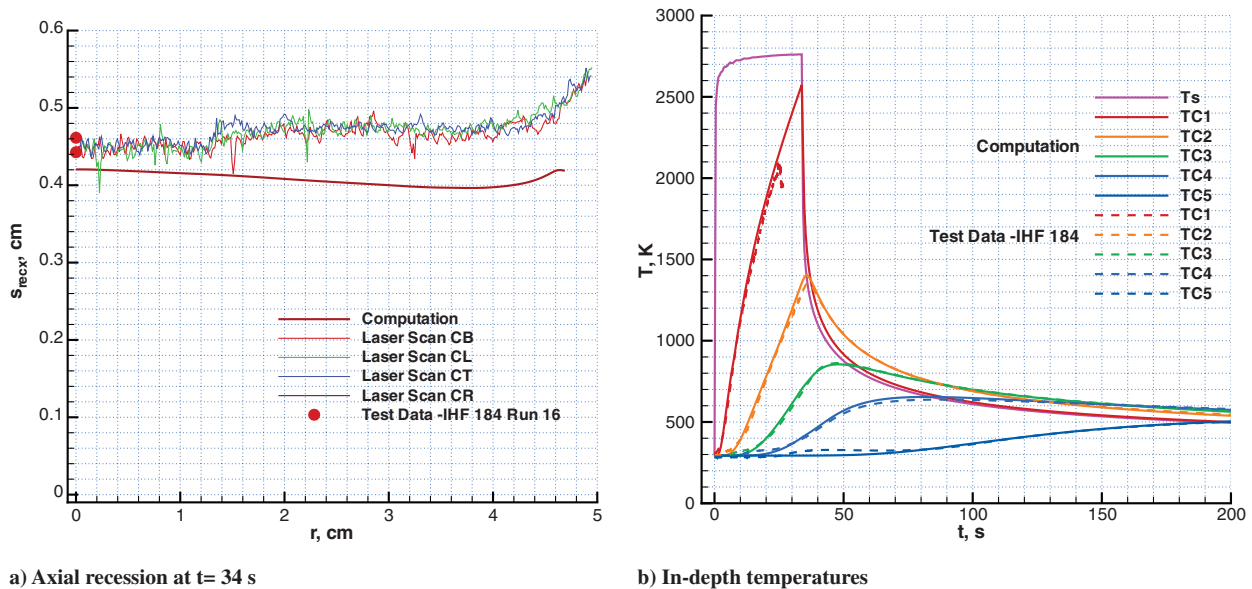 0.6
0.5
0.4
0.3
0.2
0.1
0
s_recx, cm
0 1 2 3 4 5
r, cm
Computation
Laser Scan CB
Laser Scan CL
Laser Scan CT
Laser Scan CR
Test Data -IHF 184 Run 16
a) Axial recession at t= 34 s
3000
2500
2000
1500
1000
500
0
T, K
0 50 100 150 200
t, s
Computation
Test Data -IHF 184
Ts
TC1
TC2
TC3
TC4
TC5
TC1
TC2
TC3
TC4
TC5
b) In-depth temperatures